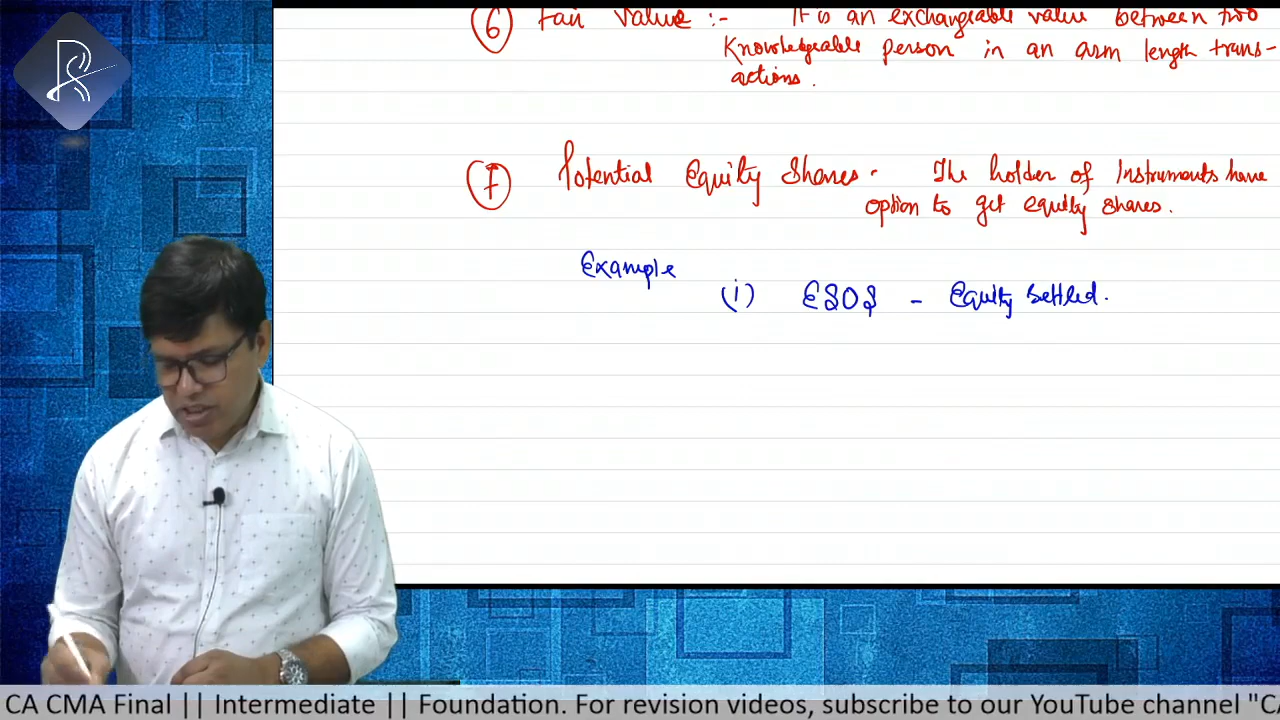 6 Fair Value :- It is an exchangeable value between two
Knowledgeable person in an arm length trans-
actions.
7 Potential Equity Shares - The holder of Instruments have
option to get equity shares.
Example
(i) ESOS - Equity Settled.
CA CMA Final || Intermediate || Foundation. For revision videos, subscribe to our YouTube channel "CA